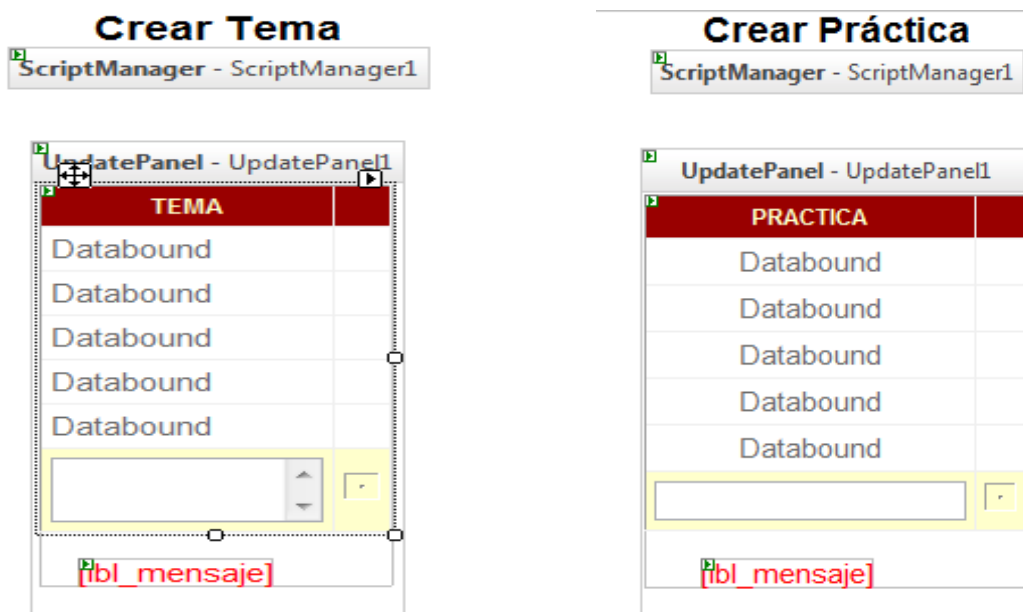 Crear Tema
ScriptManager - ScriptManager1
UpdatePanel - UpdatePanel1
TEMA
Databound
Databound
Databound
Databound
Databound
[lbl_mensaje]
Crear Práctica
ScriptManager - ScriptManager1
UpdatePanel - UpdatePanel1
PRACTICA
Databound
Databound
Databound
Databound
Databound
[lbl_mensaje]